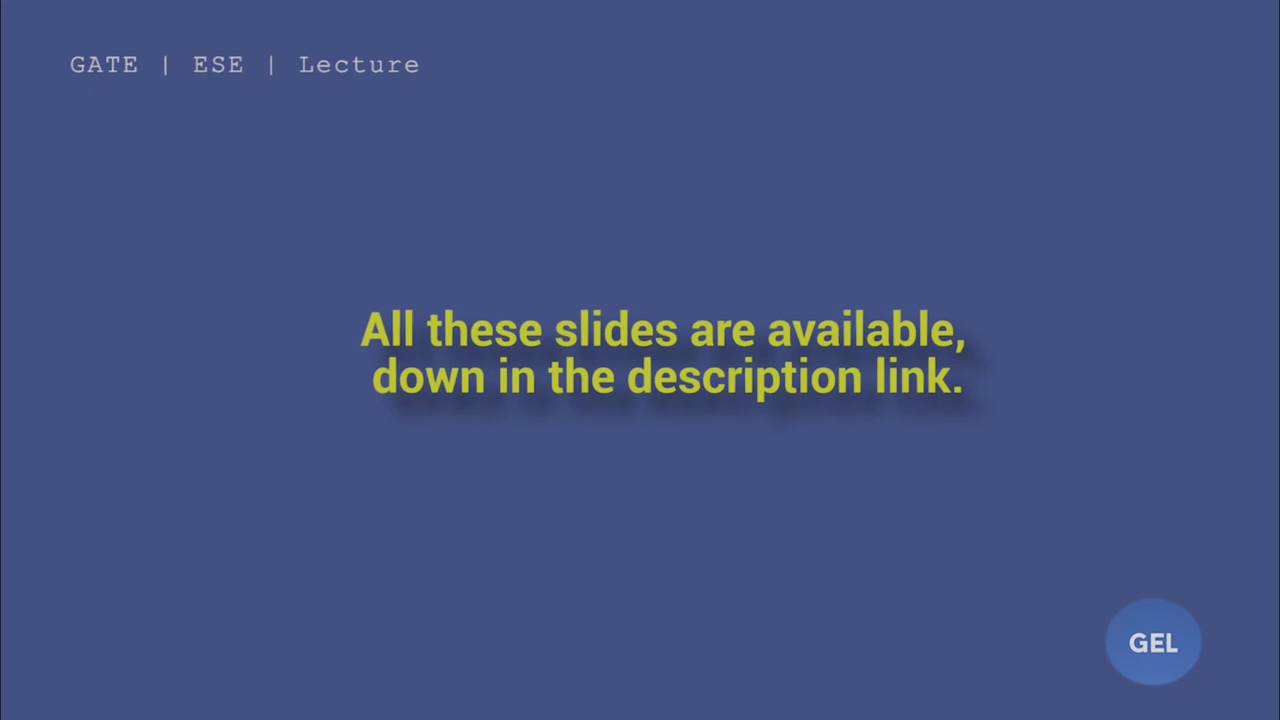 GATE | ESE | Lecture
All these slides are available,
down in the description link.
GEL